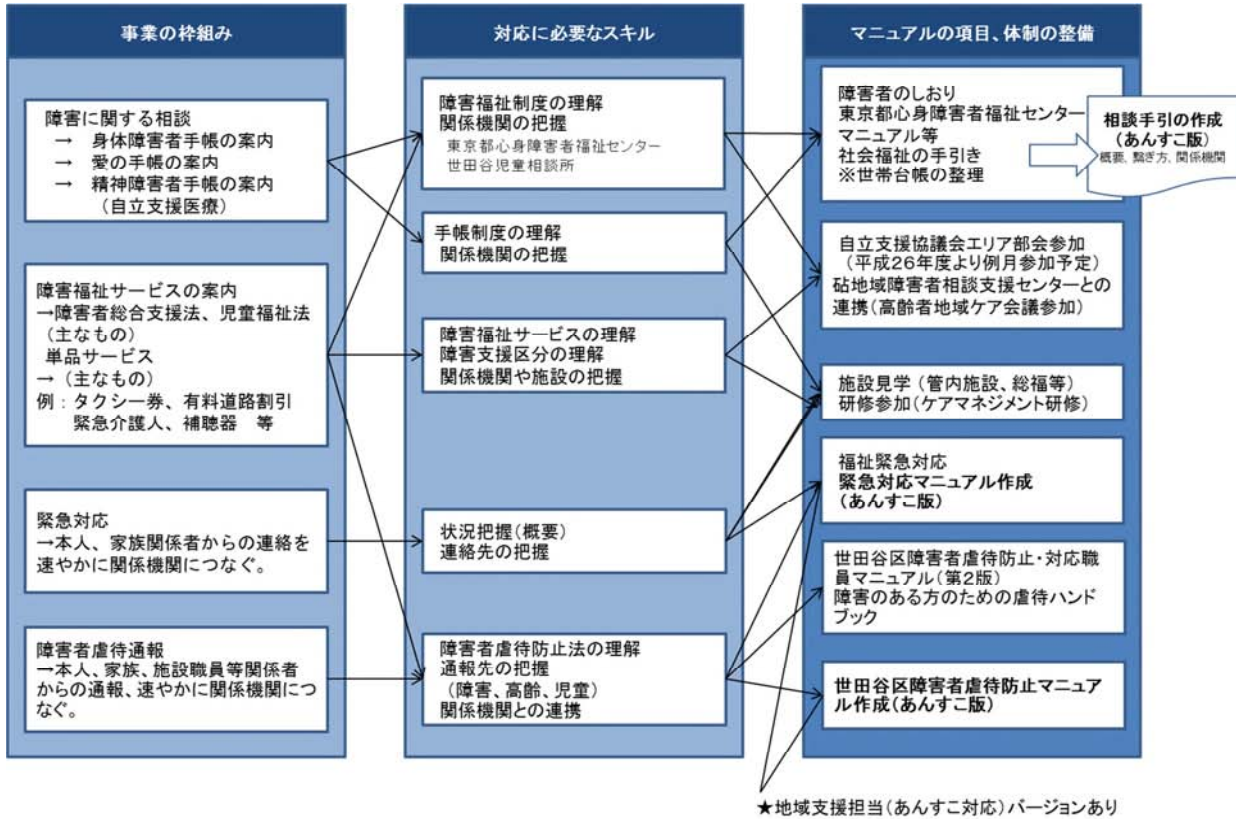 事業の枠組み
障害に関する相談
→ 身体障害者手帳の案内
→ 愛の手帳の案内
→ 精神障害者手帳の案内
（自立支援医療）
障害福祉サービスの案内
→障害者総合支援法、児童福祉法
（主なもの）
単品サービス
→（主なもの）
例：タクシー券、有料道路割引
緊急介護人、補聴器 等
緊急対応
→本人、家族関係者からの連絡を
速やかに関係機関につなぐ。
障害者虐待通報
→本人、家族、施設職員等関係者
からの通報、速やかに関係機関につ
なぐ。
対応に必要なスキル
障害福祉制度の理解
関係機関の把握
東京都心身障害者福祉センター
世田谷児童相談所
手帳制度の理解
関係機関の把握
障害福祉サービスの理解
障害支援区分の理解
関係機関や施設の把握
状況把握（概要）
連絡先の把握
障害者虐待防止法の理解
通報先の把握
（障害、高齢、児童）
関係機関との連携
マニュアルの項目、体制の整備
障害者のしおり
東京都心身障害者福祉センター
マニュアル等
社会福祉の手引き
※世帯台帳の整理
相談手引の作成
（あんすこ版）
概要、繋ぎ方、関係機関
自立支援協議会エリア部会参加
（平成２６年度より例月参加予定）
砧地域障害者相談支援センターとの
連携（高齢者地域ケア会議参加）
施設見学（管内施設、総福等）
研修参加（ケアマネジメント研修）
福祉緊急対応
緊急対応マニュアル作成
（あんすこ版）
世田谷区障害者虐待防止・対応職
員マニュアル（第２版）
障害のある方のための虐待ハンド
ブック
世田谷区障害者虐待防止マニュア
ル作成（あんすこ版）
★地域支援担当（あんすこ対応）バージョンあり